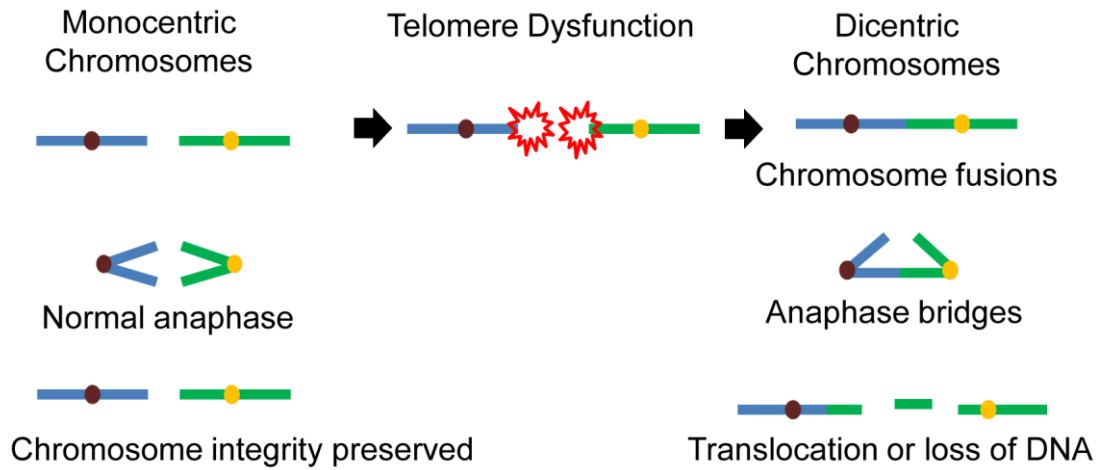 Monocentric
Chromosomes
Telomere Dysfunction
Dicentric
Chromosomes
Chromosome fusions
Normal anaphase
Anaphase bridges
Chromosome integrity preserved
Translocation or loss of DNA